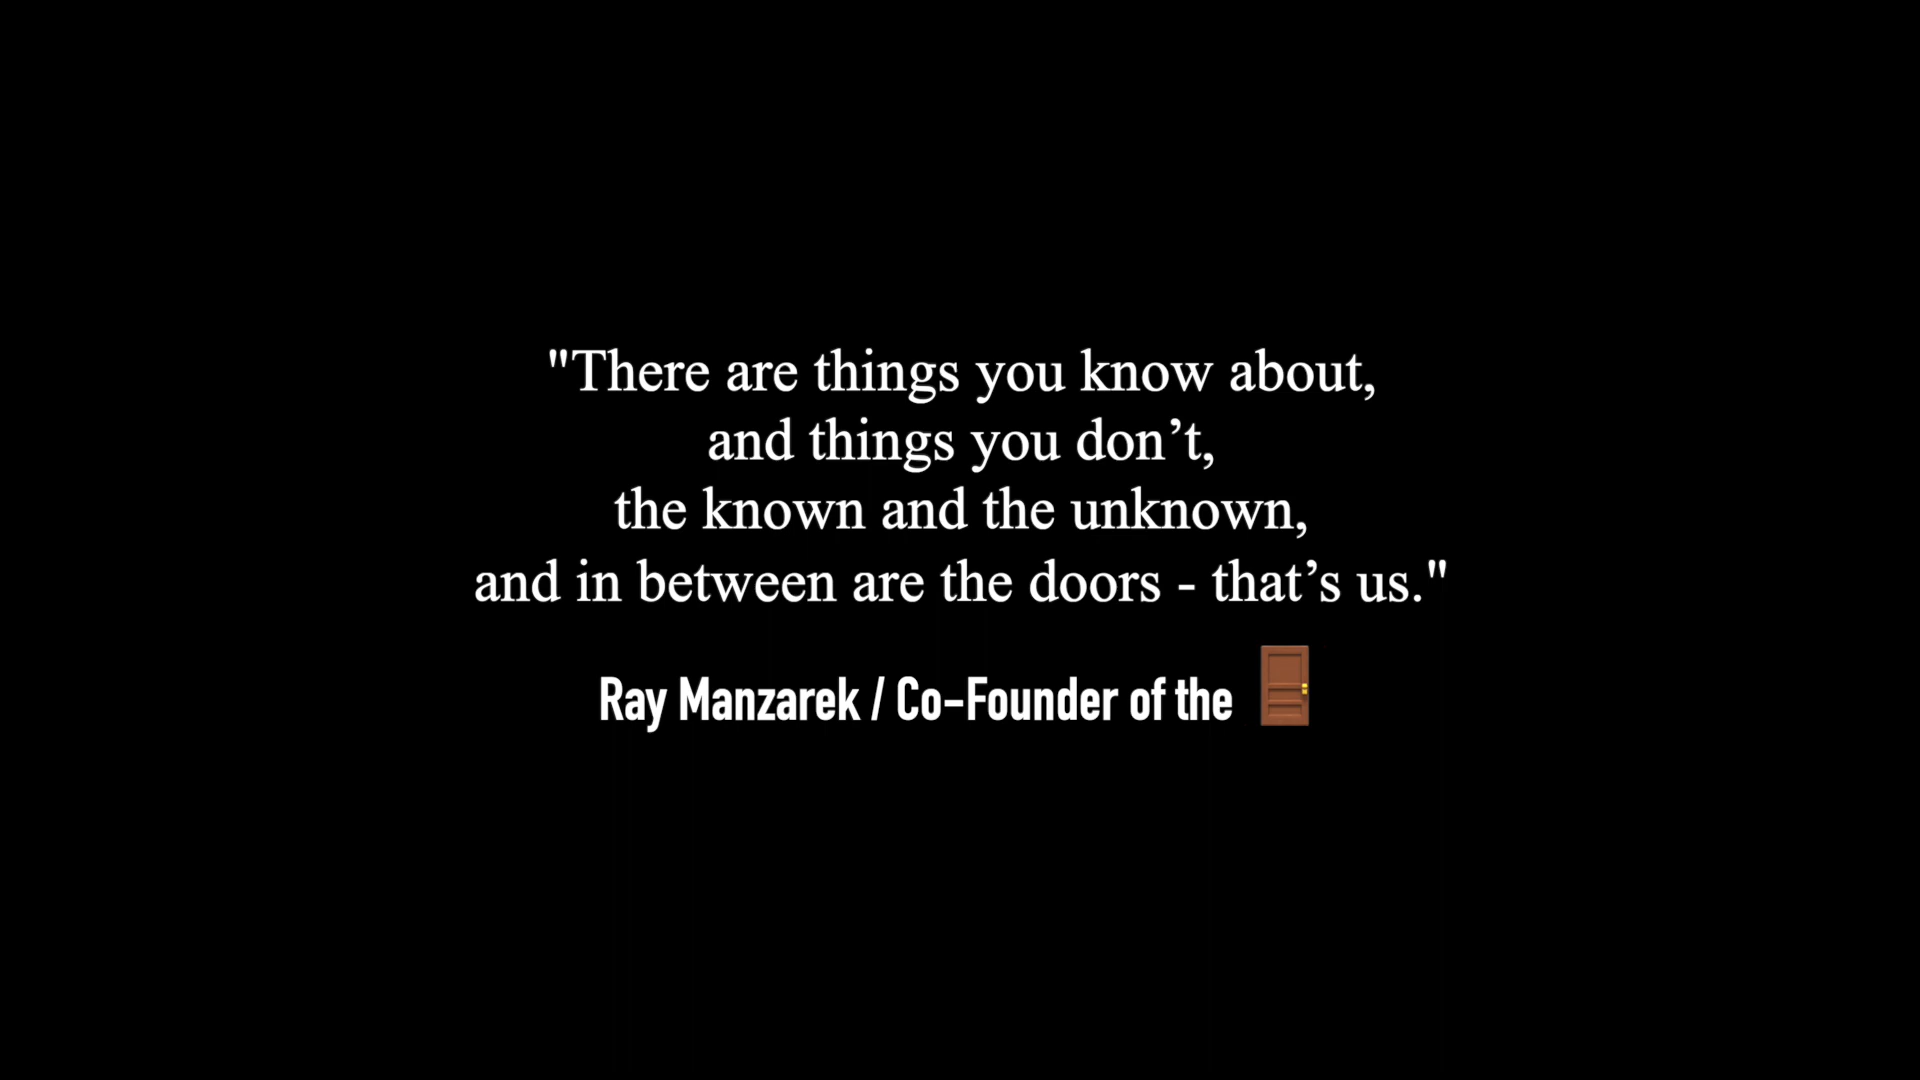 "There are things you know about,
and things you don’t,
the known and the unknown,
and in between are the doors - that’s us."
Ray Manzarek / Co-Founder of the 🚪